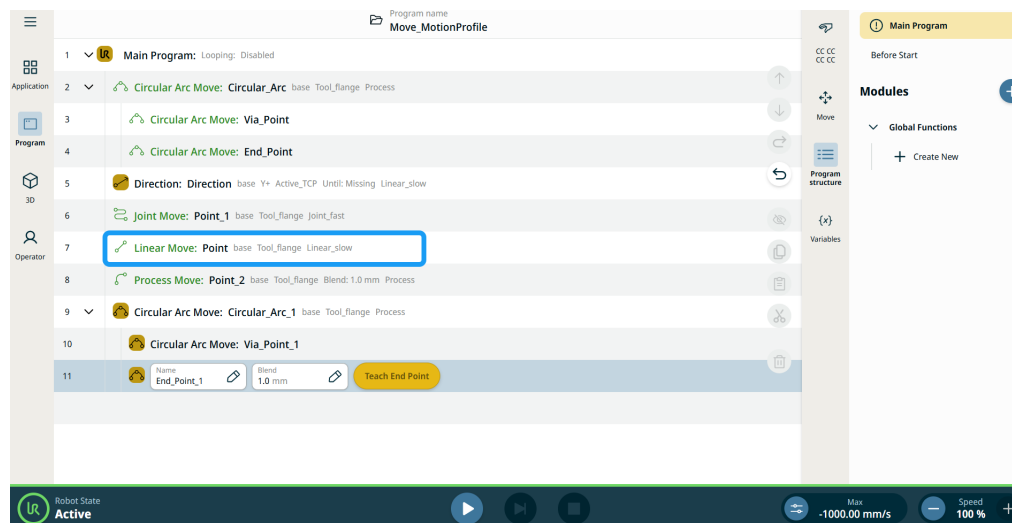 Program name
Move_MotionProfile
Application
Program
3D
Operator
1 UR Main Program: Looping: Disabled
2 Circular Arc Move: Circular_Arc base Tool_flange Process
3 Circular Arc Move: Via_Point
4 Circular Arc Move: End_Point
5 Direction: Direction base Y+ Active_TCP Until: Missing Linear_slow
6 Joint Move: Point_1 base Tool_flange Joint_fast
7 Linear Move: Point base Tool_flange Linear_slow
8 Process Move: Point_2 base Tool_flange Blend: 1.0 mm Process
9 Circular Arc Move: Circular_Arc_1 base Tool_flange Process
10 Circular Arc Move: Via_Point_1
11 Name End_Point_1 Blend 1.0 mm Teach End Point
CC CC
CC CC
Move
Program
structure
{x}
Variables
Main Program
Before Start
Modules
Global Functions
Create New
UR
Robot State
Active
Max
-1000.00 mm/s
Speed
100 %